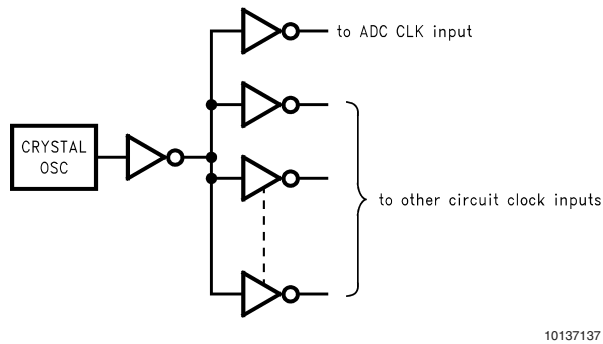 to ADC CLK input
CRYSTAL
OSC
to other circuit clock inputs
10137137